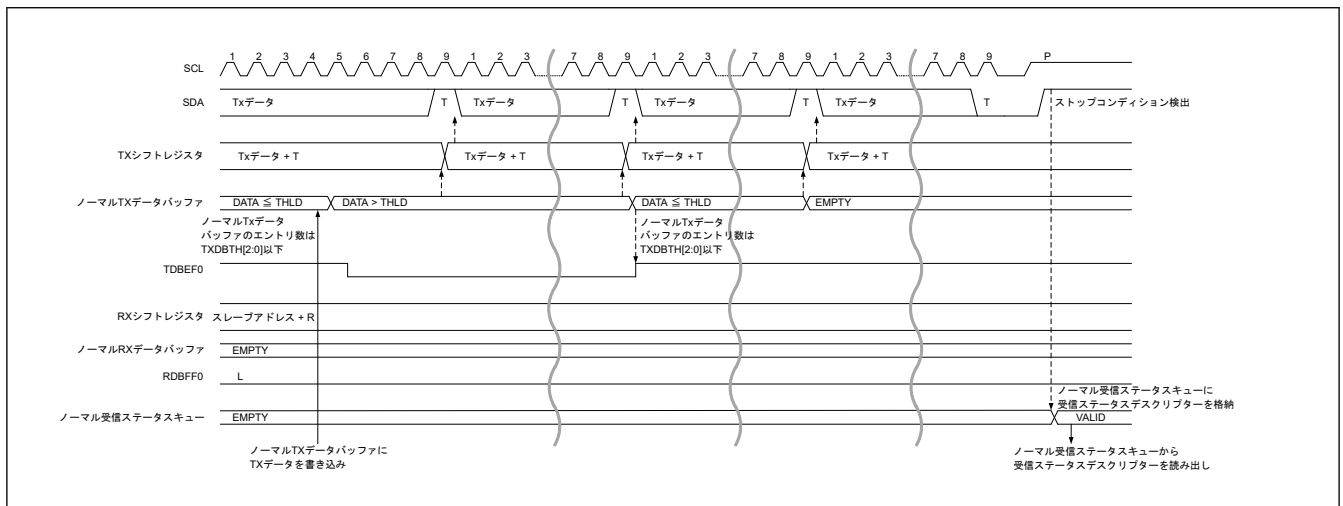 SCL 1 2 3 4 5 6 7 8 9 1 2 3 7 8 9 1 2 3 7 8 9 1 2 3 7 8 9 P
SDA Txデータ T Txデータ T Txデータ T Txデータ T ストップコンディション検出
TXシフトレジスタ Txデータ + T Txデータ + T Txデータ + T Txデータ + T
ノーマルTXデータバッファ DATA ≦ THLD DATA > THLD DATA ≦ THLD EMPTY
ノーマルTxデータ
バッファのエントリ数は
TXDBTH[2:0]以下
ノーマルTxデータ
バッファのエントリ数は
TXDBTH[2:0]以下
TDBEF0
RXシフトレジスタ スレーブアドレス + R
ノーマルRXデータバッファ EMPTY
RDBFF0 L
ノーマル受信ステータスキューに
受信ステータスデスクリプターを格納
ノーマル受信ステータスキュー EMPTY VALID
ノーマルTXデータバッファに
TXデータを書き込み
ノーマル受信ステータスキューから
受信ステータスデスクリプターを読み出し